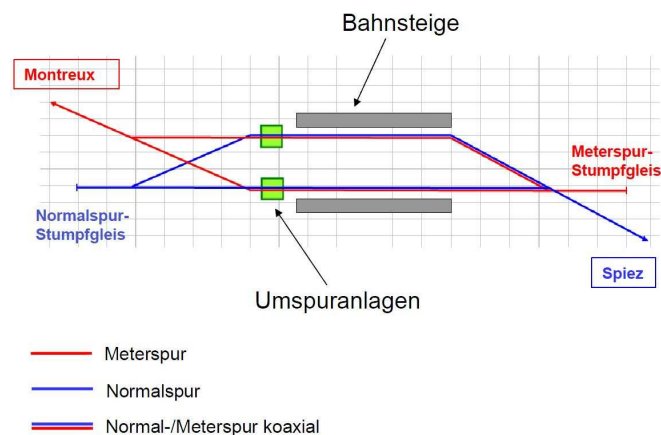 Bahnsteige
Montreux
Meterspur-
Stumpfgleis
Normalspur-
Stumpfgleis
Spiez
Umspuranlagen
Meterspur
Normalspur
Normal-/Meterspur koaxial